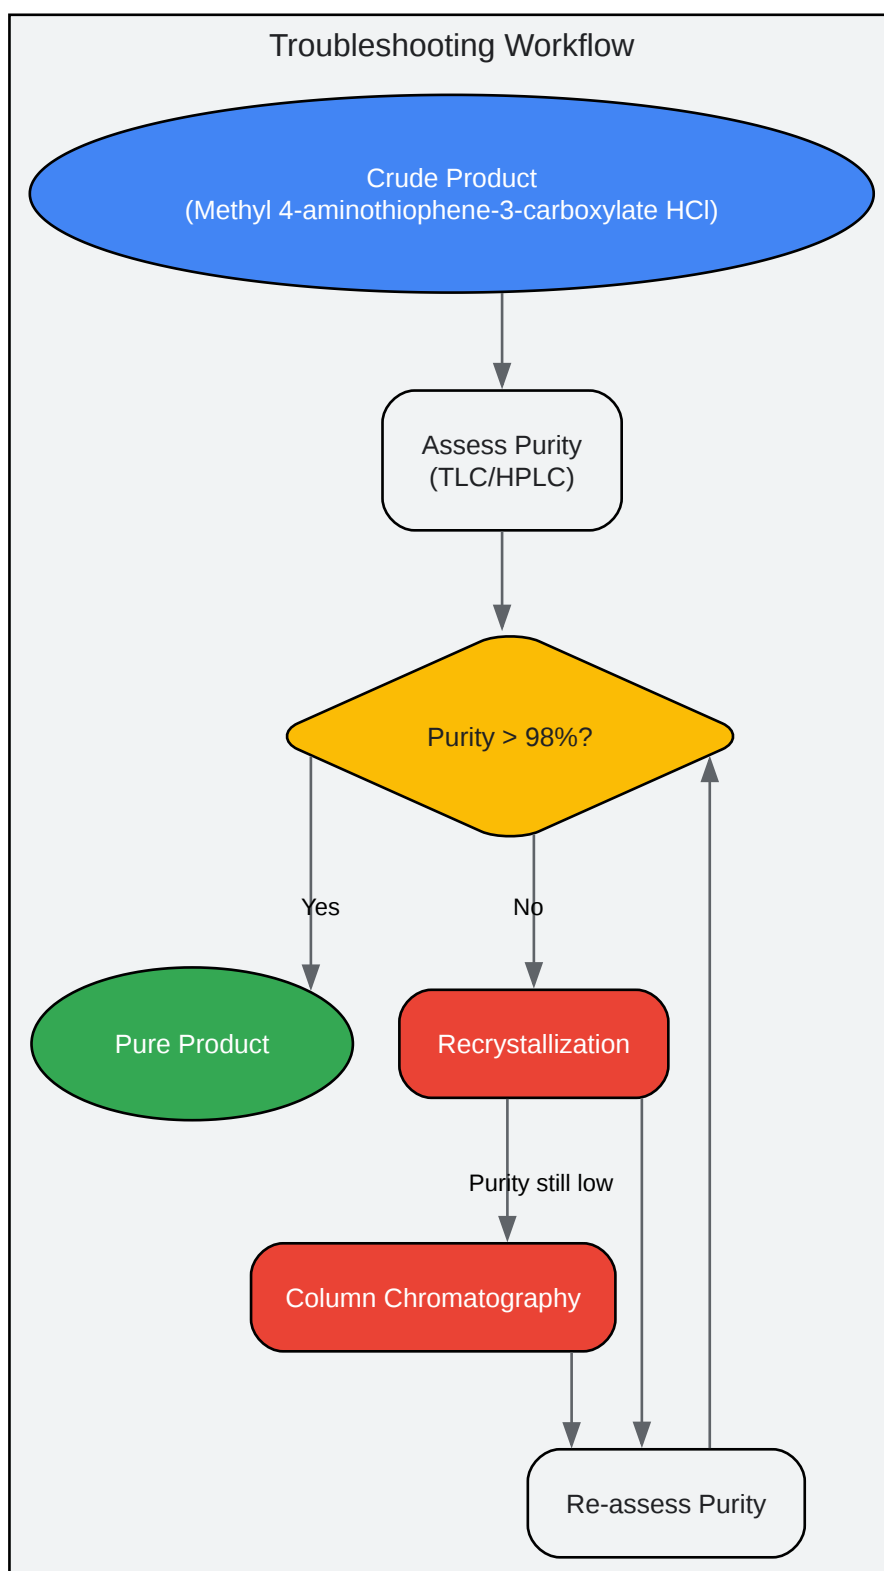 Troubleshooting Workflow
Crude Product
(Methyl 4-aminothiophene-3-carboxylate HCl)
Assess Purity
(TLC/HPLC)
Purity > 98%?
Yes
No
Pure Product
Recrystallization
Purity still low
Column Chromatography
Re-assess Purity